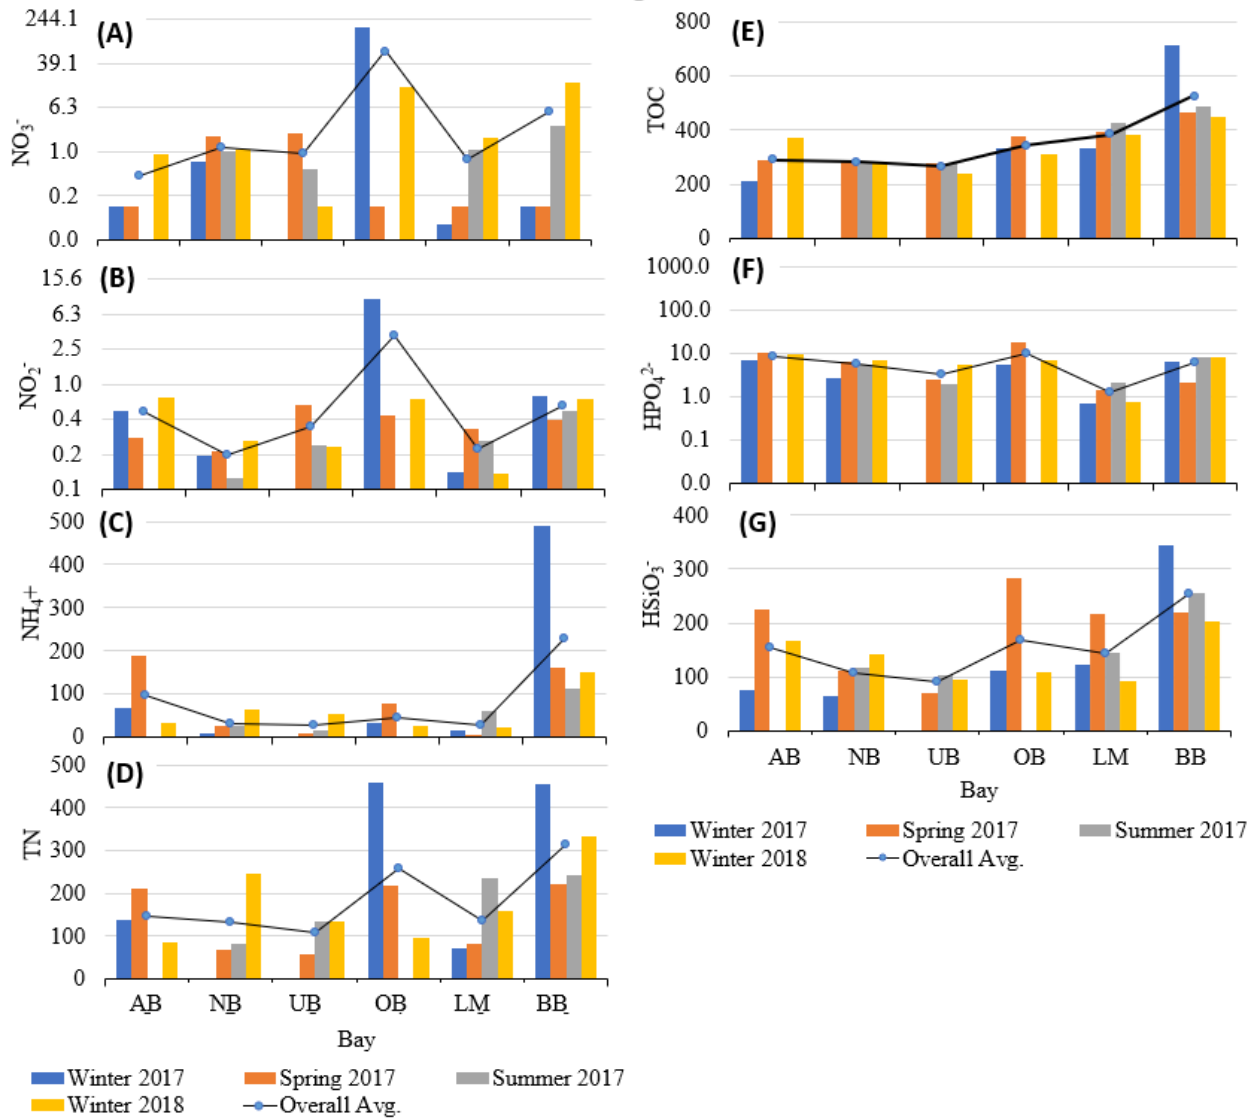 (A)
NO3-
244.1
39.1
6.3
1.0
0.2
0.0
(B)
NO2-
15.6
6.3
2.5
1.0
0.4
0.2
0.1
(C)
NH4+
500
400
300
200
100
0
(D)
TN
500
400
300
200
100
0
AB NB UB OB LM BB
Bay
Winter 2017 Spring 2017 Summer 2017
Winter 2018 Overall Avg.
(E)
TOC
800
600
400
200
0
(F)
HPO4 2-
1000.0
100.0
10.0
1.0
0.1
0.0
(G)
HSiO3-
400
300
200
100
0
AB NB UB OB LM BB
Bay
Winter 2017 Spring 2017 Summer 2017
Winter 2018 Overall Avg.